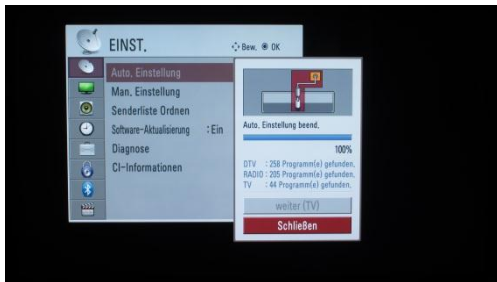 EINST.
Bew. OK
Auto. Einstellung
Man. Einstellung
Senderliste Ordnen
Software-Aktualisierung : Ein
Diagnose
CI-Informationen
Auto. Einstellung beend.
100%
DTV : 258 Programm(e) gefunden.
RADIO : 205 Programm(e) gefunden.
TV : 44 Programm(e) gefunden.
weiter (TV)
Schließen